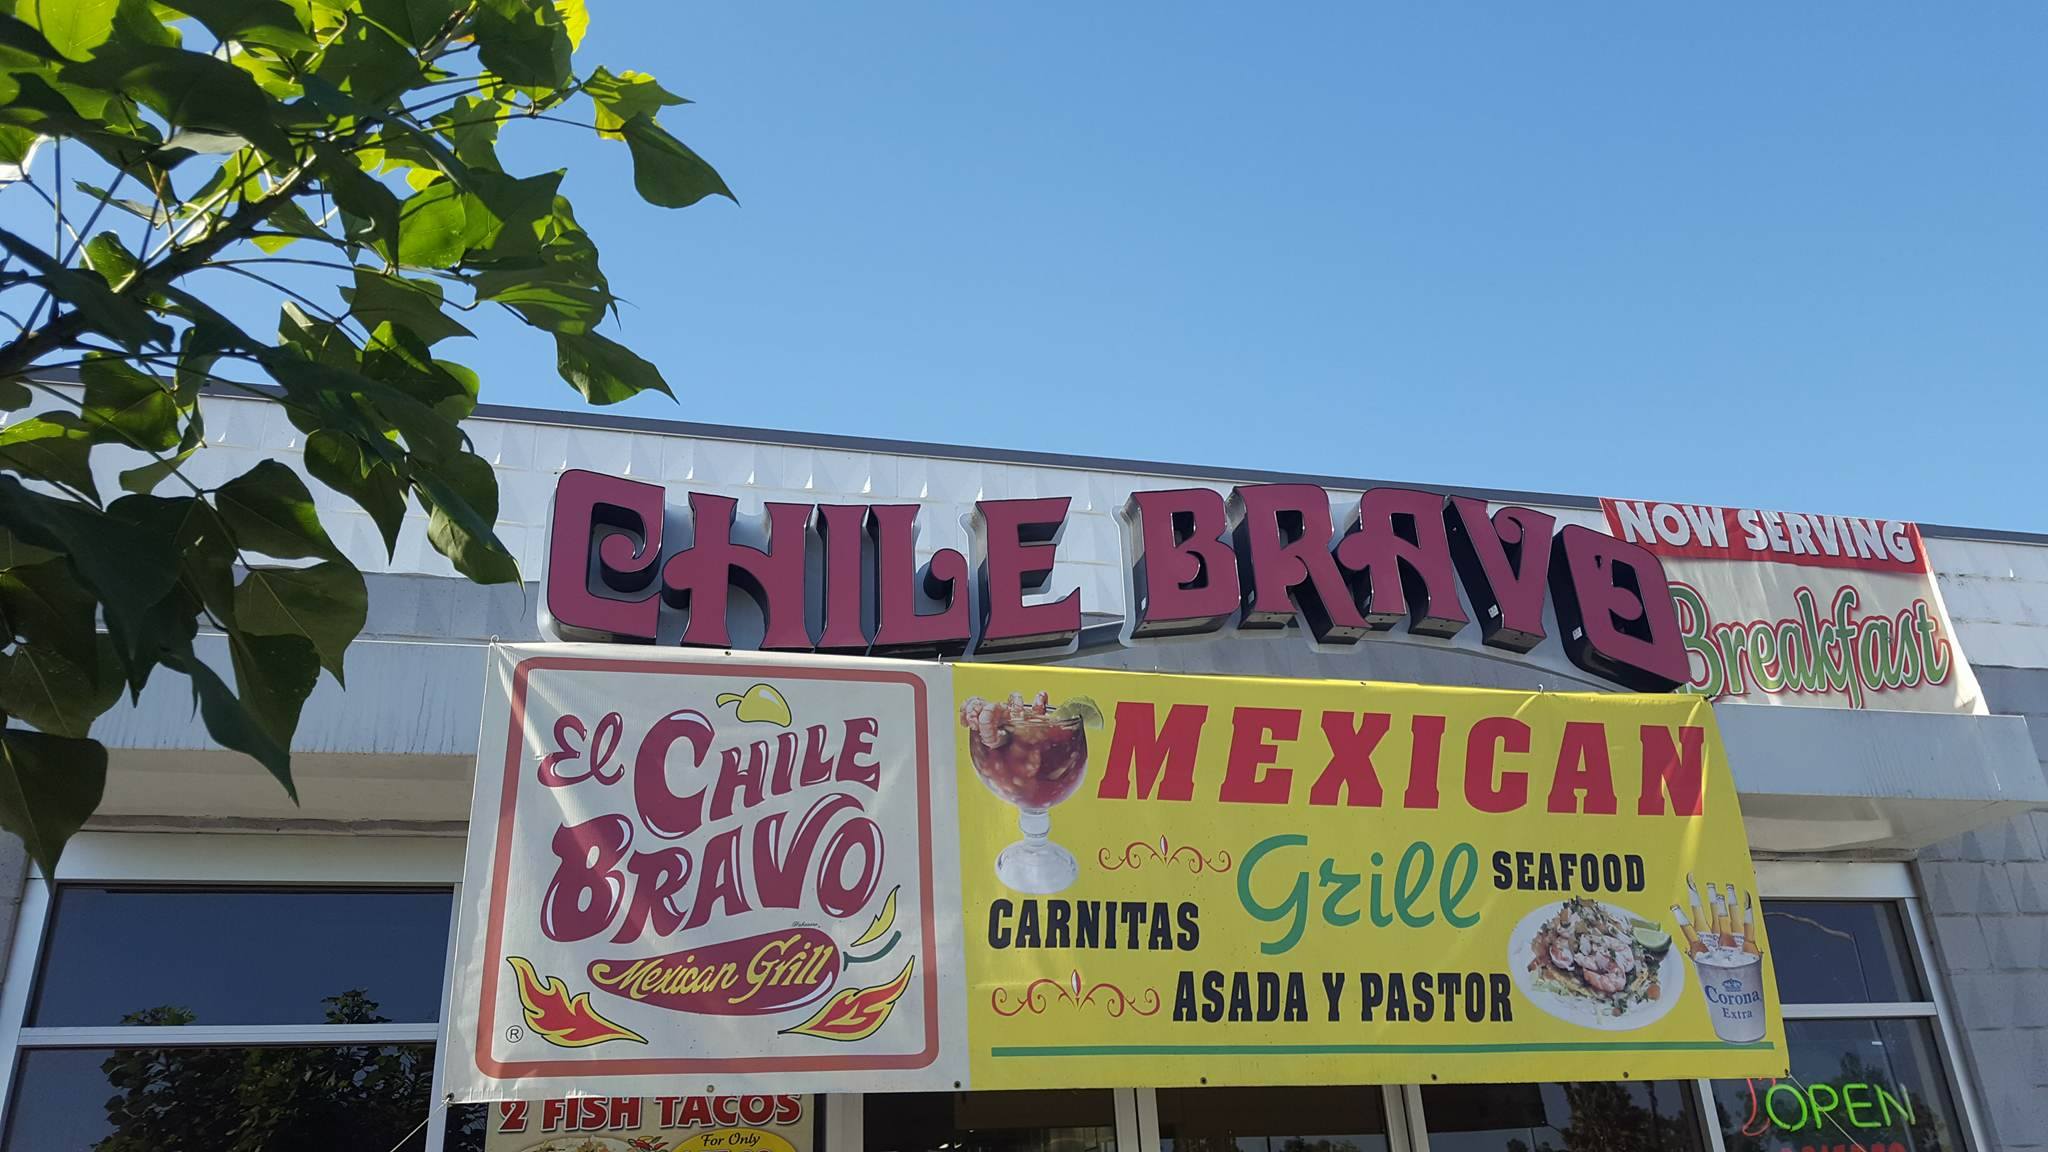 CHILE BRAVO
NOW SERVING
Breakfast
El CHILE
BRAVO
Mexican Grill
®
MEXICAN
Grill
SEAFOOD
CARNITAS
ASADA Y PASTOR
Corona
Extra
2 FISH TACOS
For Only
OPEN